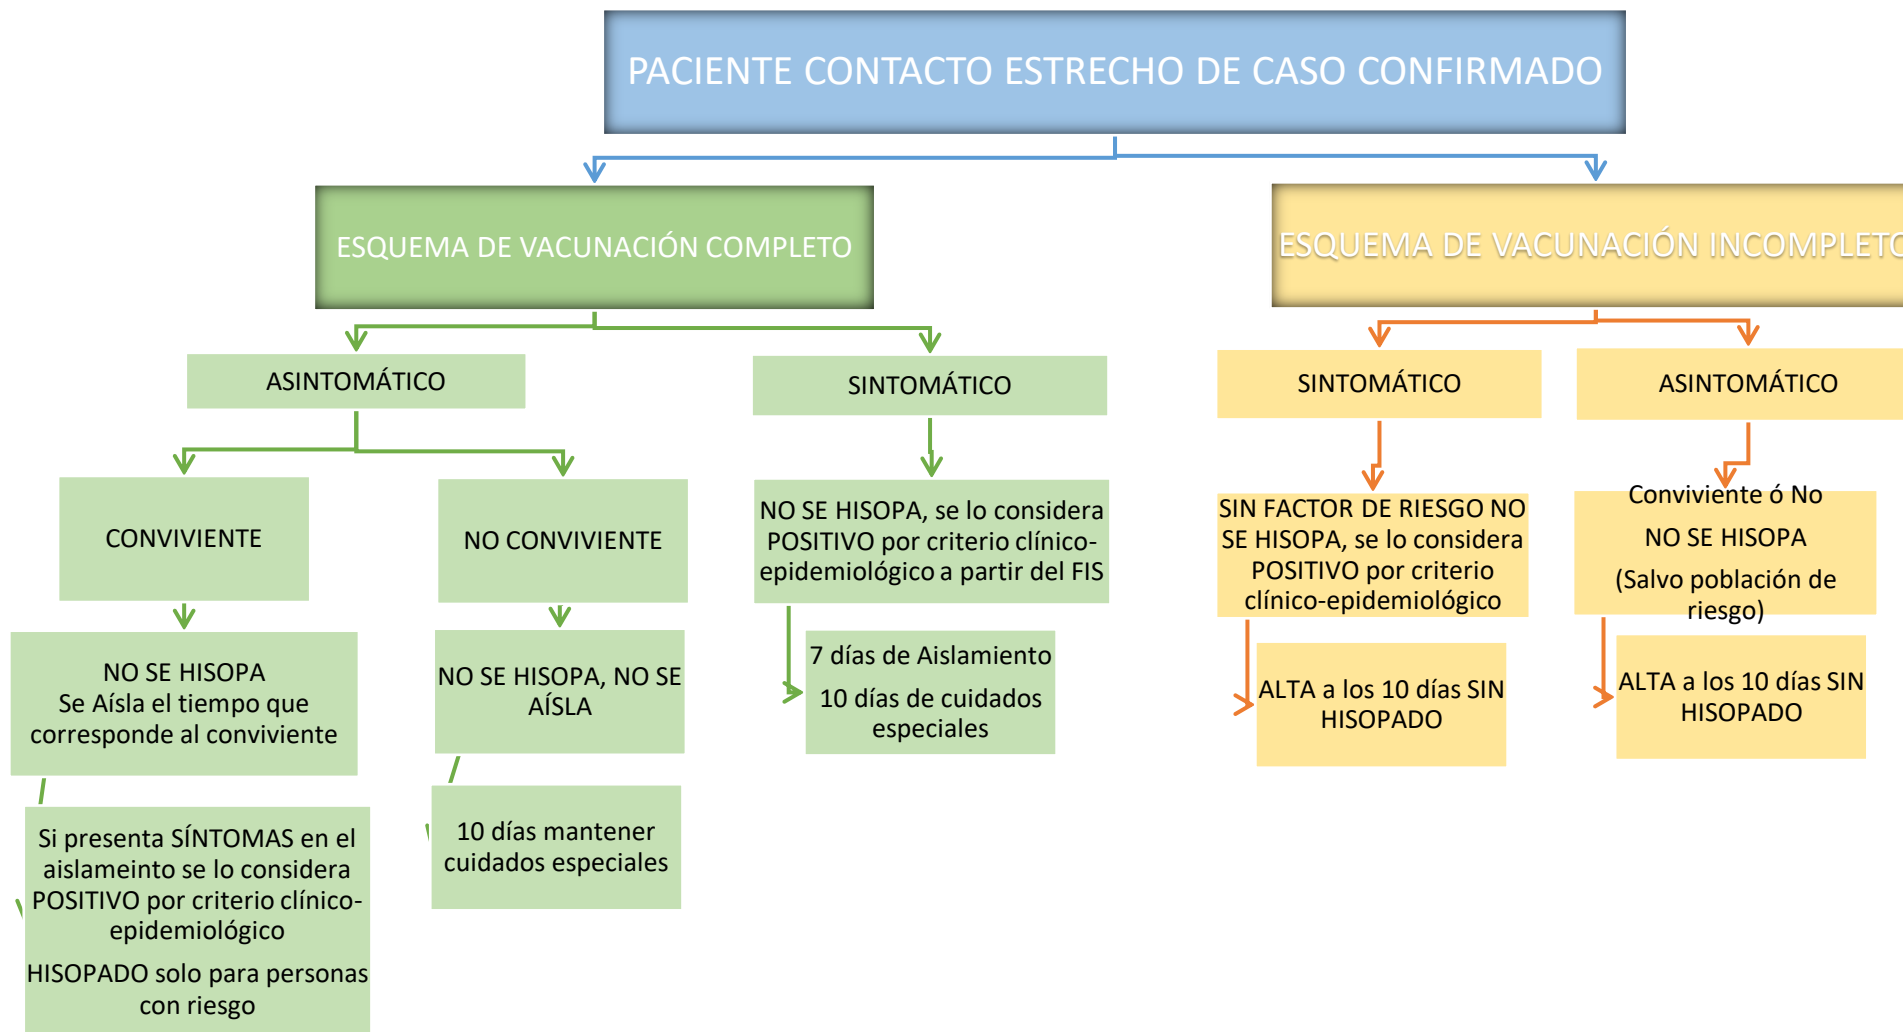 PACIENTE CONTACTO ESTRECHO DE CASO CONFIRMADO
ESQUEMA DE VACUNACIÓN COMPLETO
ESQUEMA DE VACUNACIÓN INCOMPLETO
ASINTOMÁTICO
SINTOMÁTICO
SINTOMÁTICO
ASINTOMÁTICO
CONVIVIENTE
NO CONVIVIENTE
NO SE HISOPA, se lo considera
POSITIVO por criterio clínico-
epidemiológico a partir del FIS
SIN FACTOR DE RIESGO NO
SE HISOPA, se lo considera
POSITIVO por criterio
clínico-epidemiológico
Conviviente ó No
NO SE HISOPA
(Salvo población de
riesgo)
NO SE HISOPA
Se Aísla el tiempo que
corresponde al conviviente
NO SE HISOPA, NO SE
AÍSLA
7 días de Aislamiento
10 días de cuidados
especiales
ALTA a los 10 días SIN
HISOPADO
ALTA a los 10 días SIN
HISOPADO
Si presenta SÍNTOMAS en el
aislameinto se lo considera
POSITIVO por criterio clínico-
epidemiológico
HISOPADO solo para personas
con riesgo
10 días mantener
cuidados especiales